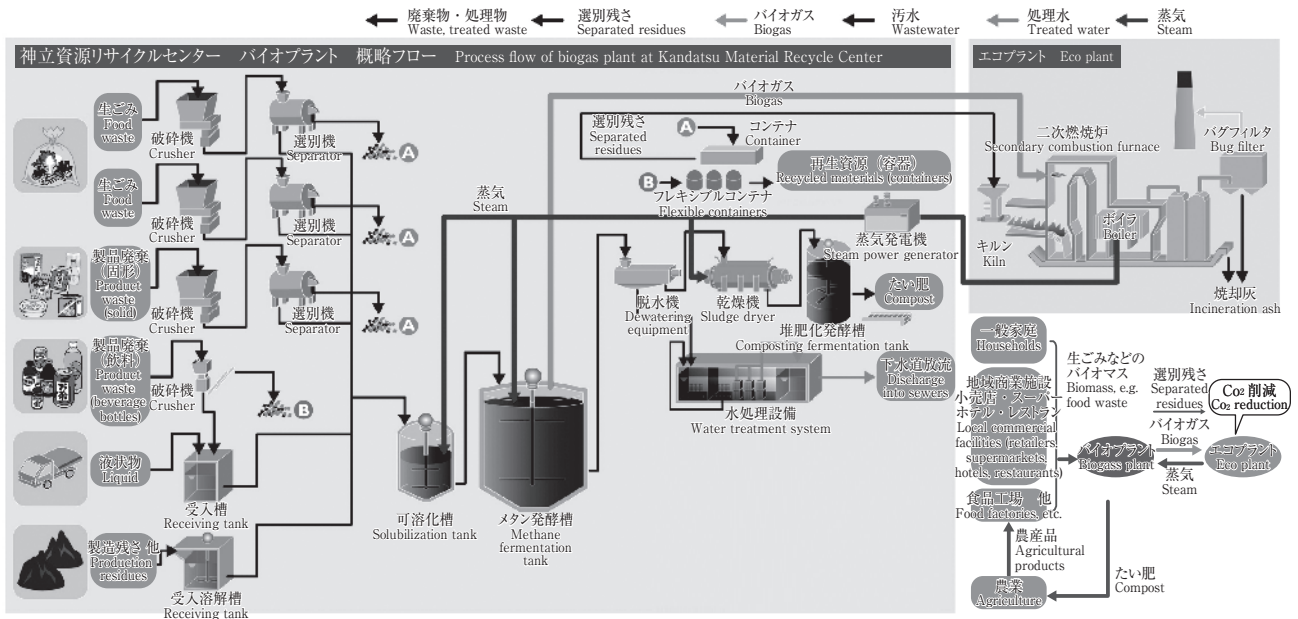 廃棄物・処理物
Waste, treated waste
選別残さ
Separated residues
バイオガス
Biogas
汚水
Wastewater
処理水
Treated water
蒸気
Steam
神立資源リサイクルセンター バイオプラント 概略フロー Process flow of biogas plant at Kandatsu Material Recycle Center
生ごみ
Food
waste
破砕機
Crusher
選別機
Separator
A
生ごみ
Food
waste
破砕機
Crusher
選別機
Separator
A
製品廃棄
(固形)
Product
waste
(solid)
破砕機
Crusher
選別機
Separator
A
製品廃棄
(飲料)
Product
waste
(beverage
bottles)
破砕機
Crusher
B
液状物
Liquid
受入槽
Receiving tank
製造残さ 他
Production
residues
受入溶解槽
Receiving tank
可溶化槽
Solubilization tank
メタン発酵槽
Methane
fermentation
tank
蒸気
Steam
バイオガス
Biogas
選別残さ
Separated
residues
A
コンテナ
Container
B
フレキシブルコンテナ
Flexible containers
再生資源（容器）
Recycled materials (containers)
蒸気発電機
Steam power generator
脱水機
Dewatering
equipment
乾燥機
Sludge dryer
堆肥化発酵槽
Composting fermentation tank
たい肥
Compost
水処理設備
Water treatment system
下水道放流
Discharge
into sewers
エコプラント Eco plant
二次燃焼炉
Secondary combustion furnace
バグフィルタ
Bug filter
ボイラ
Boiler
キルン
Kiln
焼却灰
Incineration ash
一般家庭
Households
地域商業施設
小売店・スーパー
ホテル・レストラン
Local commercial
facilities (retailers,
supermarkets,
hotels, restaurants)
食品工場 他
Food factories, etc.
農産品
Agricultural
products
農業
Agriculture
生ごみなどの
バイオマス
Biomass, e.g.
food waste
バイオプラント
Biogass plant
選別残さ
Separated
residues
バイオガス
Biogas
蒸気
Steam
Co2 削減
Co2 reduction
エコプラント
Eco plant
たい肥
Compost